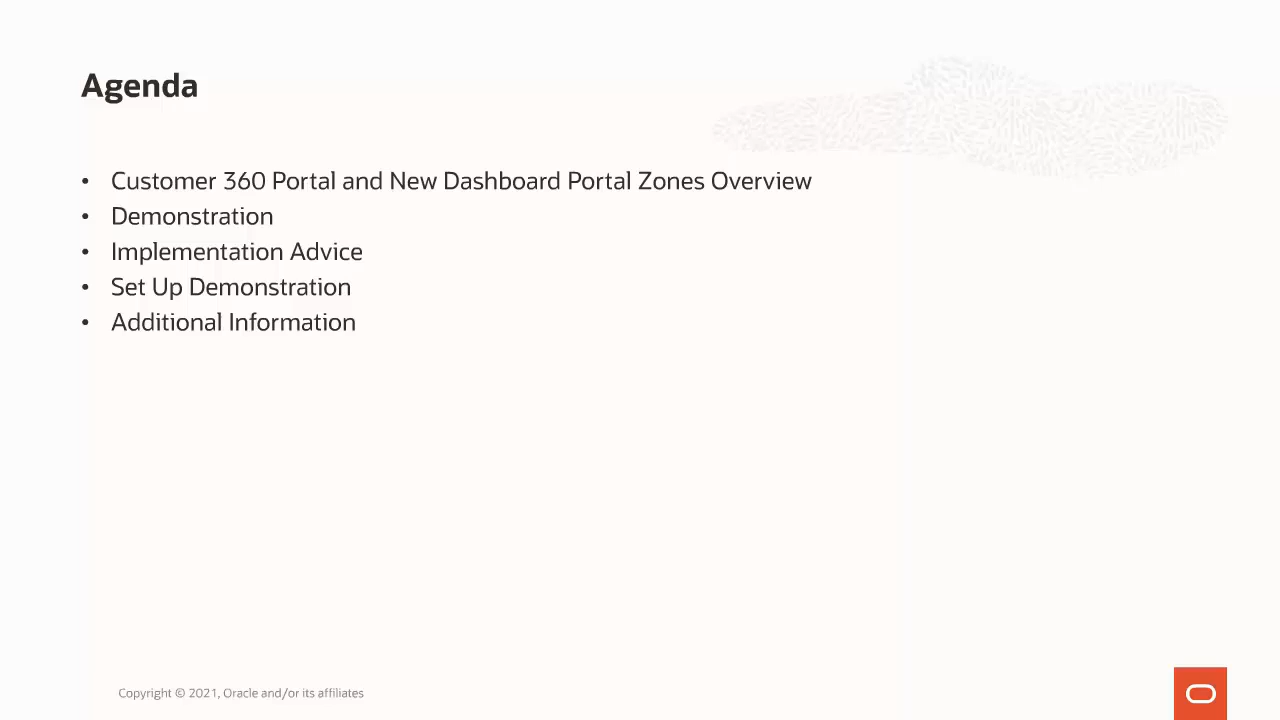 Agenda
• Customer 360 Portal and New Dashboard Portal Zones Overview
• Demonstration
• Implementation Advice
• Set Up Demonstration
• Additional Information
Copyright © 2021, Oracle and/or its affiliates